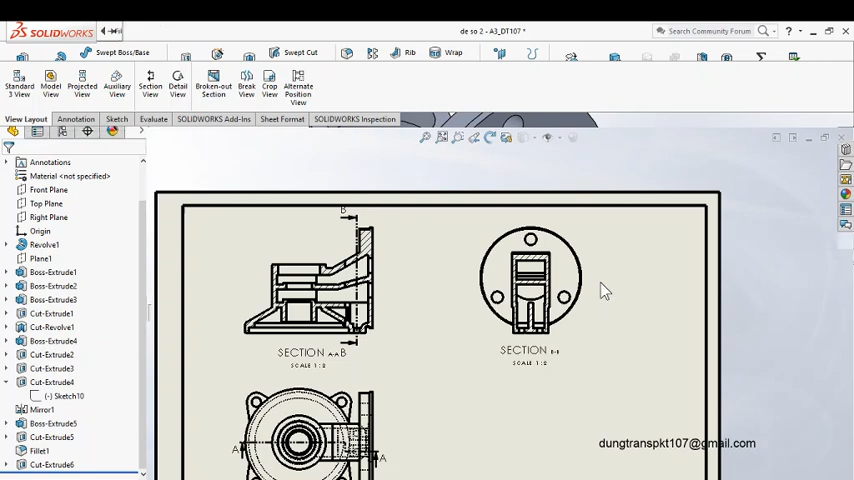 SOLIDWORKS
de so 2 - A3_DT107 *
Search Community Forum
?
Swept Boss/Base
Swept Cut
Rib
Wrap
Standard 3 View
Model View
Projected View
Auxiliary View
Section View
Detail View
Broken-out Section
Break View
Crop View
Alternate Position View
View Layout
Annotation
Sketch
Evaluate
SOLIDWORKS Add-Ins
Sheet Format
SOLIDWORKS Inspection
Annotations
Material <not specified>
Front Plane
Top Plane
Right Plane
Origin
Revolve1
Plane1
Boss-Extrude1
Boss-Extrude2
Boss-Extrude3
Cut-Extrude1
Cut-Revolve1
Boss-Extrude4
Cut-Extrude2
Cut-Extrude3
Cut-Extrude4
(-) Sketch10
Mirror1
Boss-Extrude5
Cut-Extrude5
Fillet1
Cut-Extrude6
B
B
SECTION A-A
SCALE 1:2
SECTION B-B
SCALE 1:2
A
A
dungtranspkt107@gmail.com